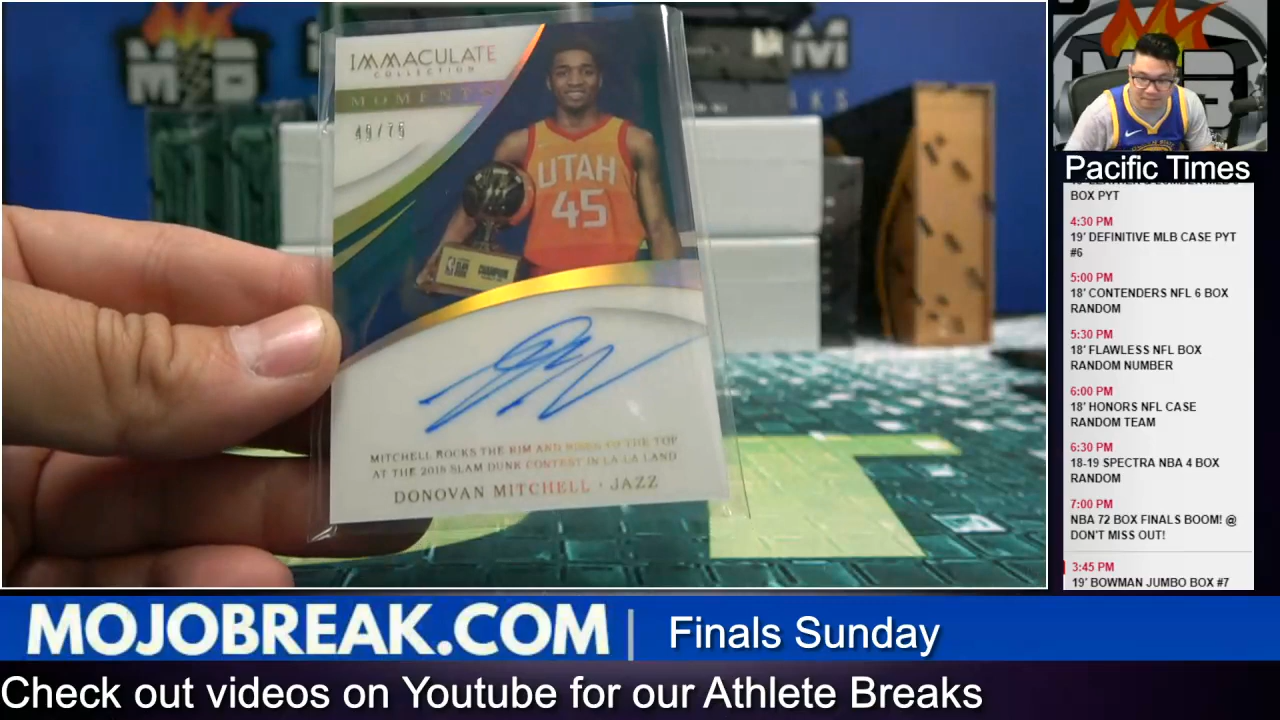 IMMACULATE
COLLECTION
MOMENTS
49/75
UTAH
45
CHAMPION
MITCHELL ROCKS THE RIM AND RISES TO THE TOP
AT THE 2018 SLAM DUNK CONTEST IN LA LA LAND
DONOVAN MITCHELL · JAZZ
MB
Pacific Times
BOX PYT
4:30 PM
19' DEFINITIVE MLB CASE PYT
#6
5:00 PM
18' CONTENDERS NFL 6 BOX
RANDOM
5:30 PM
18' FLAWLESS NFL BOX
RANDOM NUMBER
6:00 PM
18' HONORS NFL CASE
RANDOM TEAM
6:30 PM
18-19 SPECTRA NBA 4 BOX
RANDOM
7:00 PM
NBA 72 BOX FINALS BOOM! @
DON'T MISS OUT!
3:45 PM
19' BOWMAN JUMBO BOX #7
MOJOBREAK.COM | Finals Sunday
Check out videos on Youtube for our Athlete Breaks